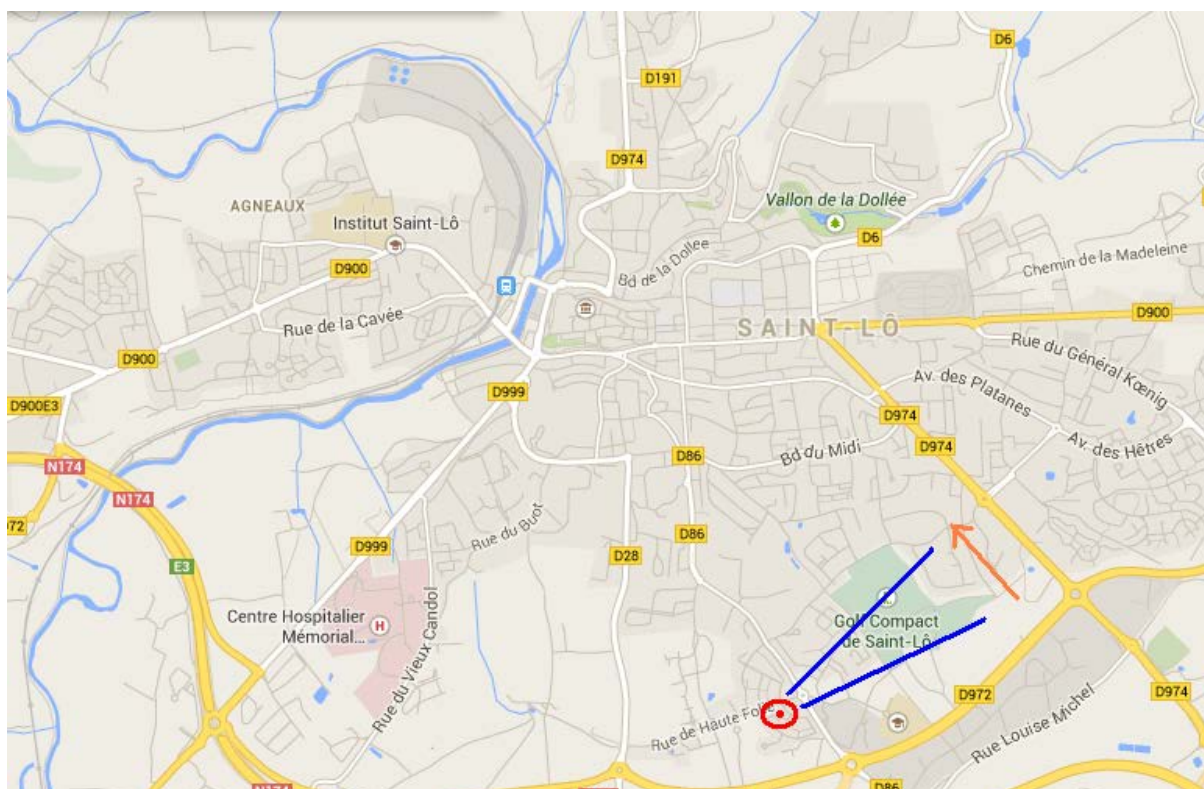 D6
D191
D974
Vallon de la Dollée
AGNEAUX
Institut Saint-Lô
D6
Bd de la Dollée
D900
Chemin de la Madeleine
Rue de la Cavée
SAINT-LÔ
D900
D900
Rue du Général Kœnig
D999
Av. des Platanes
D900E3
D974
D974
Av. des Hêtres
D86
Bd du Midi
N174
N174
Rue du Buot
D86
D999
D28
E3
Centre Hospitalier
Mémorial...
Golf Compact
de Saint-Lô
Rue du Vieux Candol
D972
D974
Rue de Haute Folie
Rue Louise Michel
D86
N174